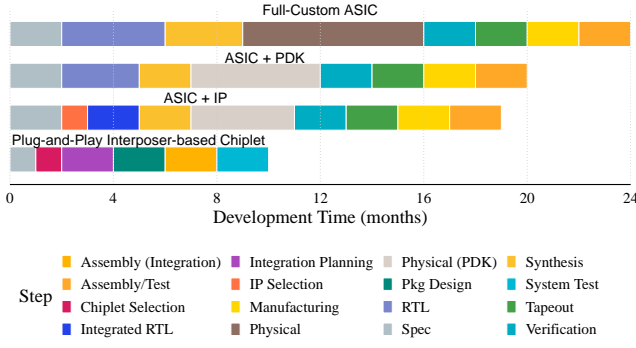 Full-Custom ASIC
ASIC + PDK
ASIC + IP
Plug-and-Play Interposer-based Chiplet
0 4 8 12 16 20 24
Development Time (months)
Step
Assembly (Integration) Integration Planning Physical (PDK) Synthesis
Assembly/Test IP Selection Pkg Design System Test
Chiplet Selection Manufacturing RTL Tapeout
Integrated RTL Physical Spec Verification